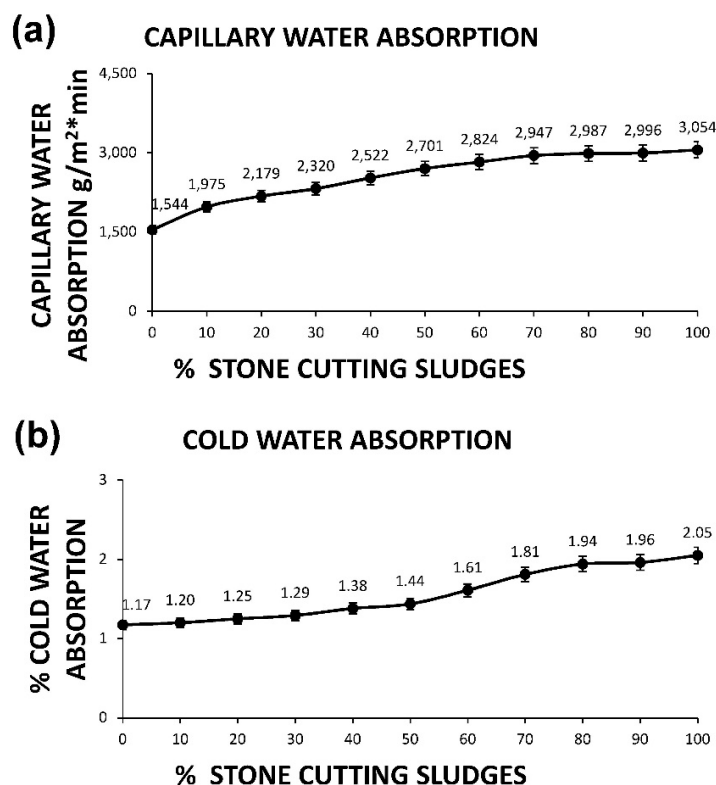 (a)
CAPILLARY WATER ABSORPTION
CAPILLARY WATER
ABSORPTION g/m²*min
4,500
3,000
1,500
0
1,544
1,975
2,179
2,320
2,522
2,701
2,824
2,947
2,987
2,996
3,054
0 10 20 30 40 50 60 70 80 90 100
% STONE CUTTING SLUDGES
(b)
COLD WATER ABSORPTION
% COLD WATER
ABSORPTION
3
2
1
0
1.17
1.20
1.25
1.29
1.38
1.44
1.61
1.81
1.94
1.96
2.05
0 10 20 30 40 50 60 70 80 90 100
% STONE CUTTING SLUDGES